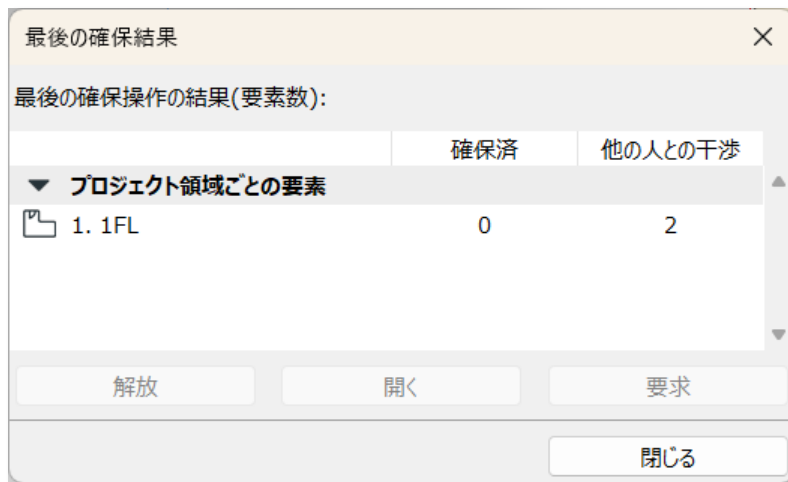 最後の確保結果
最後の確保操作の結果(要素数):
確保済 他の人との干渉
プロジェクト領域ごとの要素
1. 1FL 0 2
解放 開く 要求
閉じる